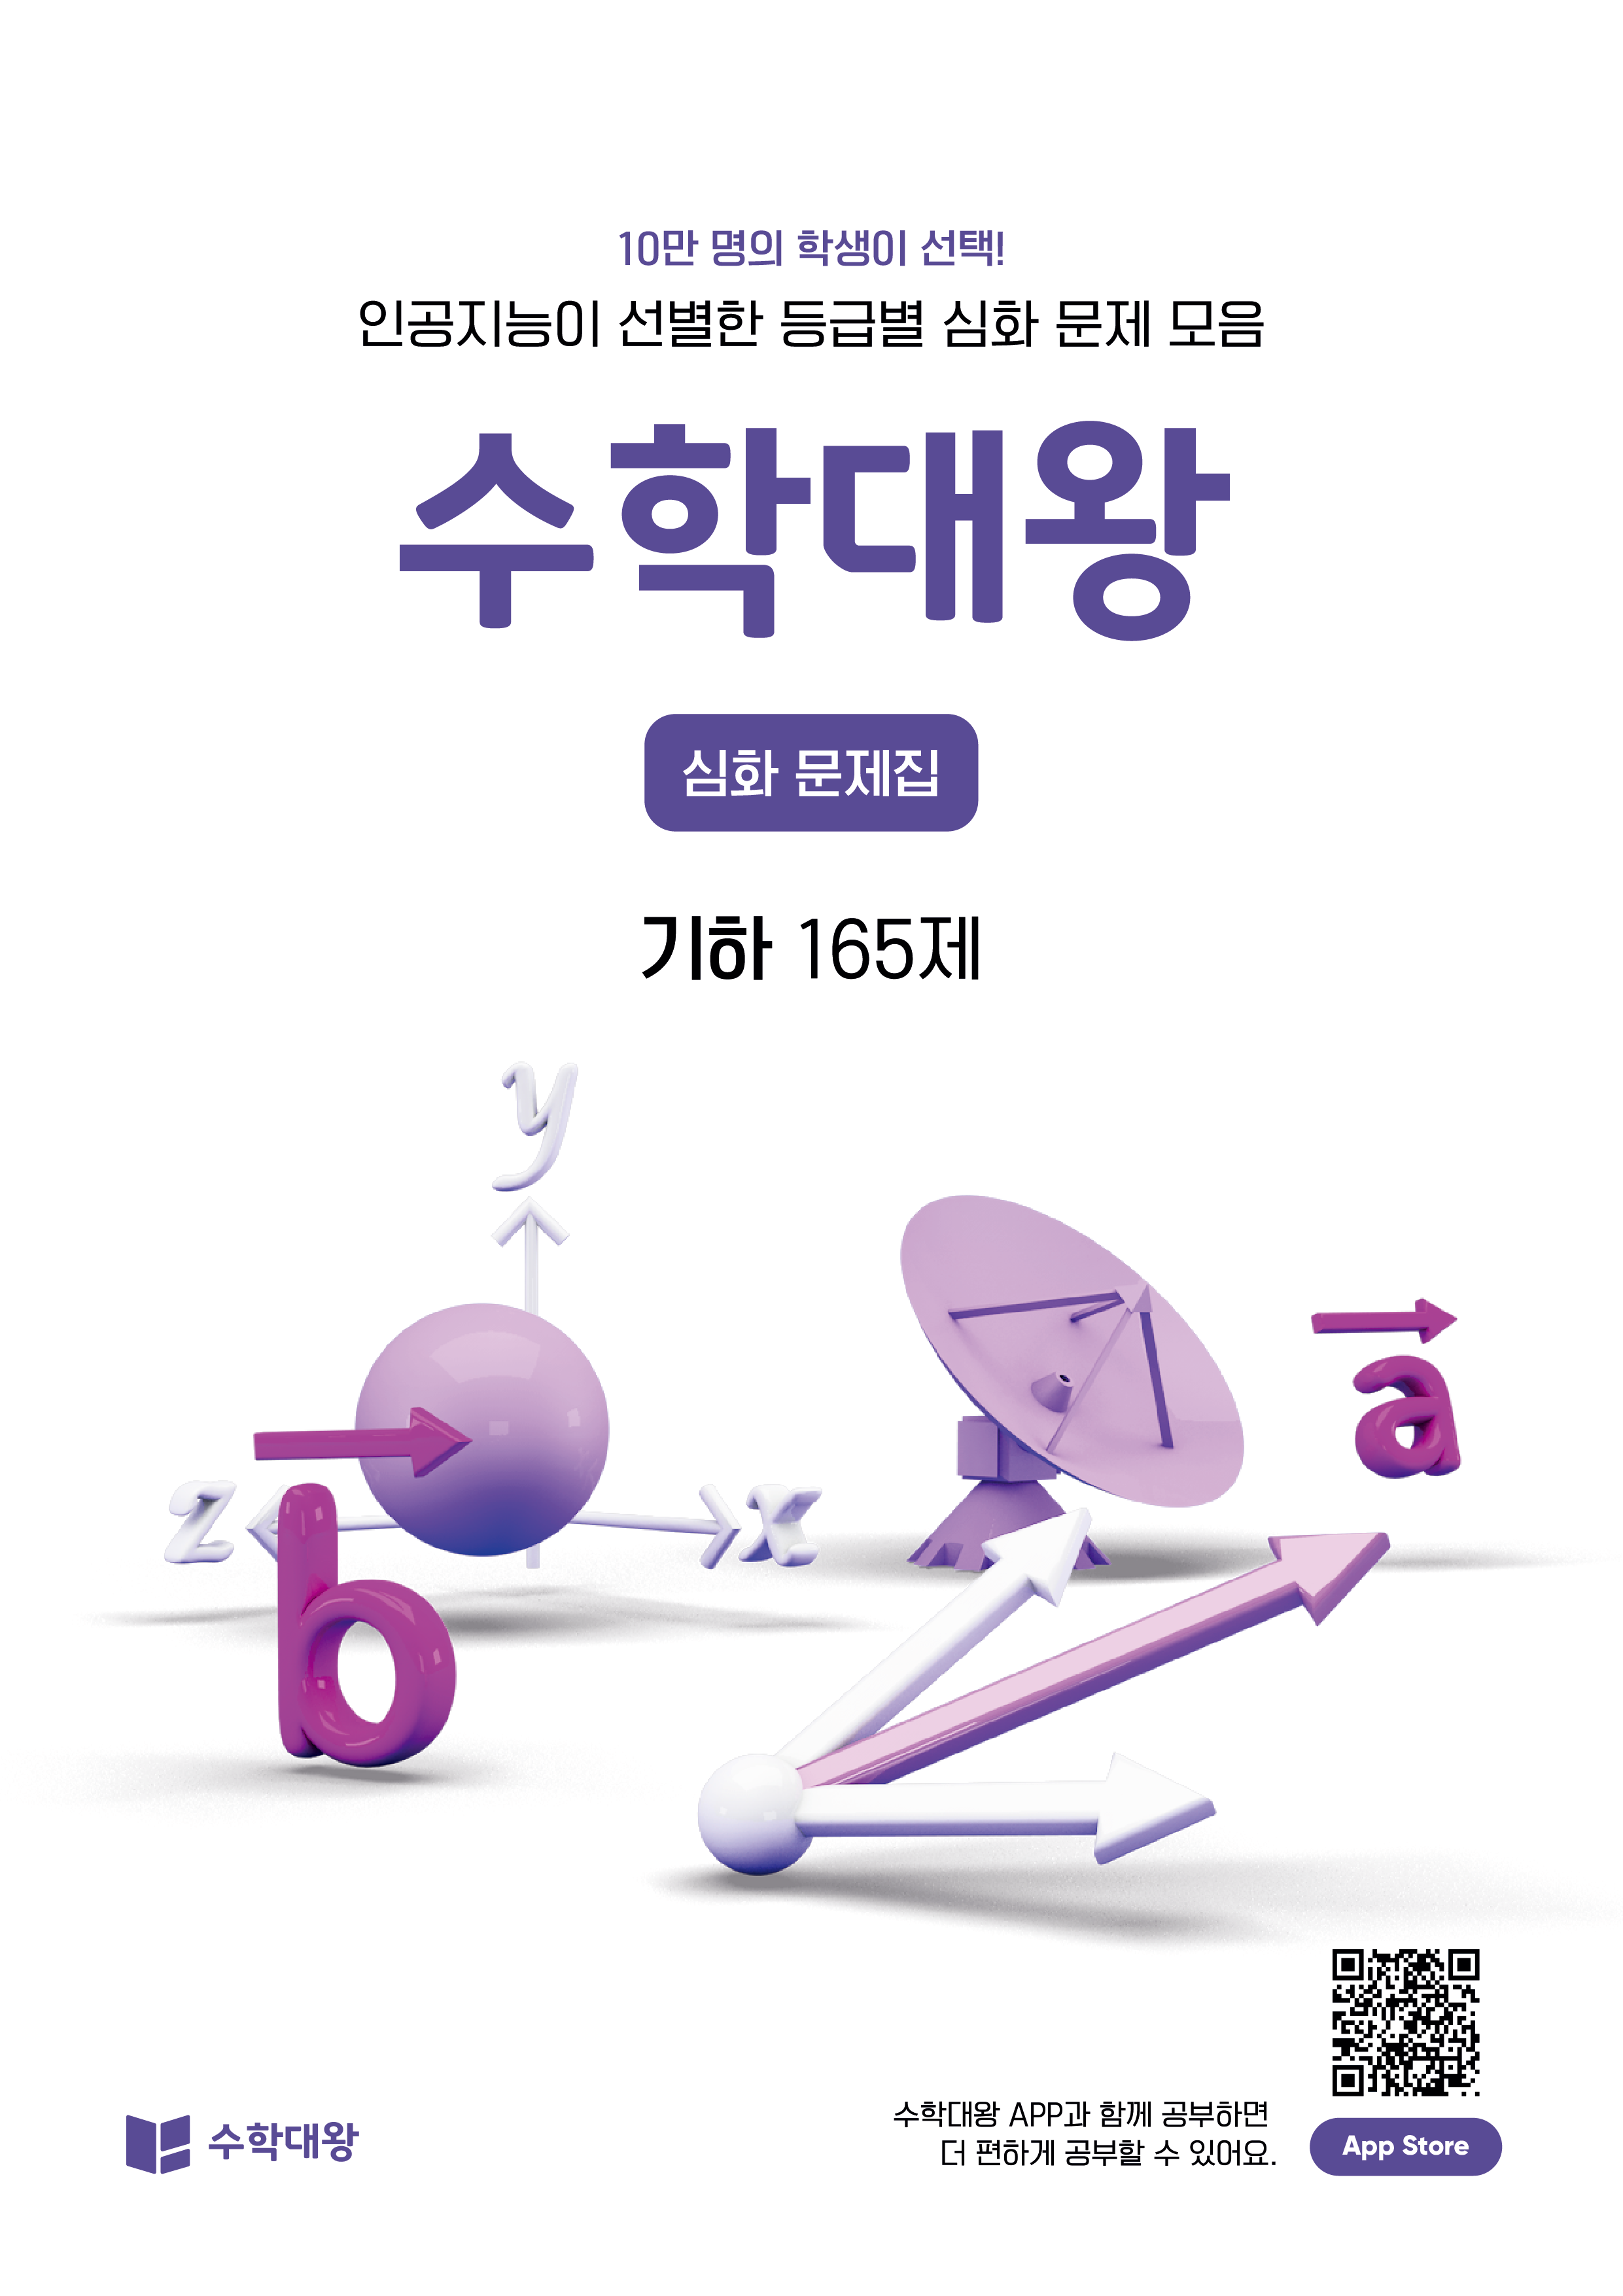 10만 명의 학생이 선택!
인공지능이 선별한 등급별 심화 문제 모음
수학대왕
심화 문제집
기하 165제
y
a
z
x
b
수학대왕 APP과 함께 공부하면
더 편하게 공부할 수 있어요.
App Store
수학대왕